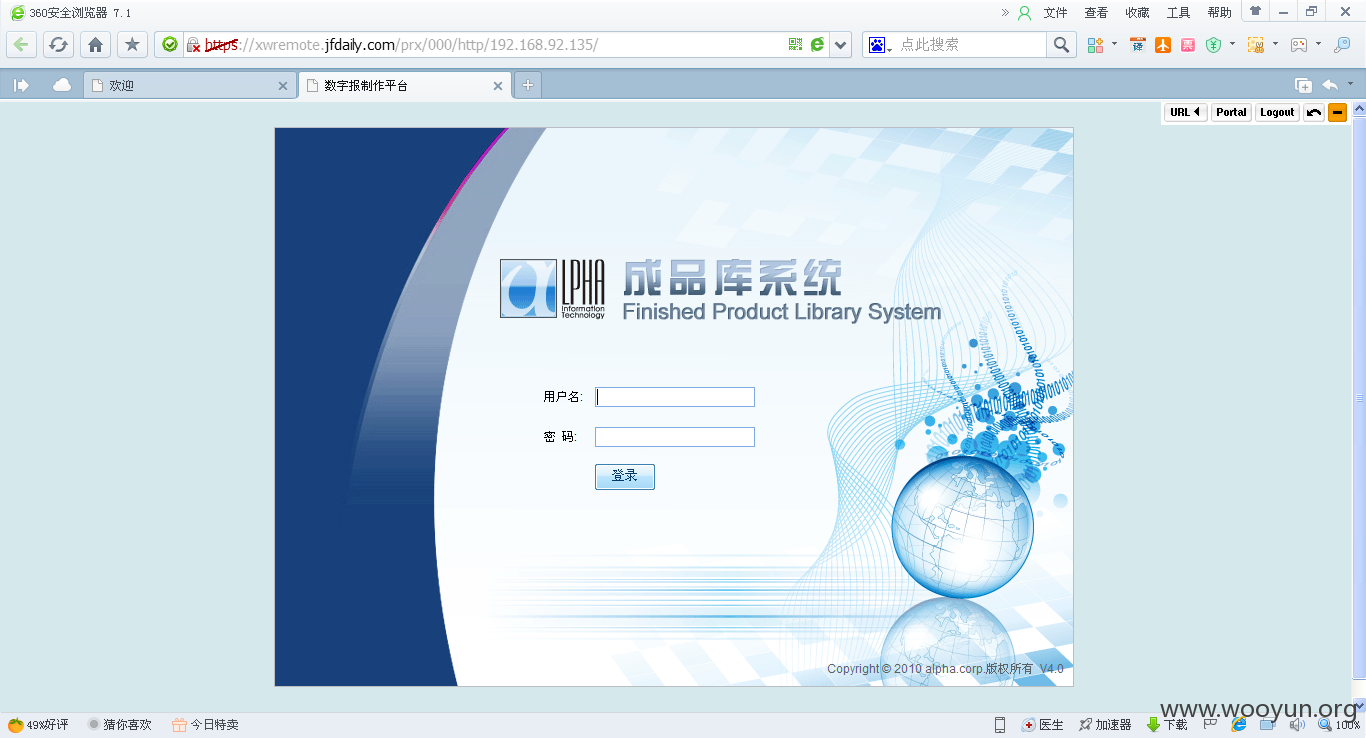 360安全浏览器 7.1
» 文件 查看 收藏 工具 帮助
https://xwremote.jfdaily.com/prx/000/http/192.168.92.135/
点此搜索
译
欢迎
数字报制作平台
URL Portal Logout
LPHA
Information
Technology
成品库系统
Finished Product Library System
用户名:
密 码:
登录
Copyright © 2010 alpha.corp.版权所有 V4.0
www.wooyun.org
49%好评 猜你喜欢 今日特卖
医生 加速器 下载 100%